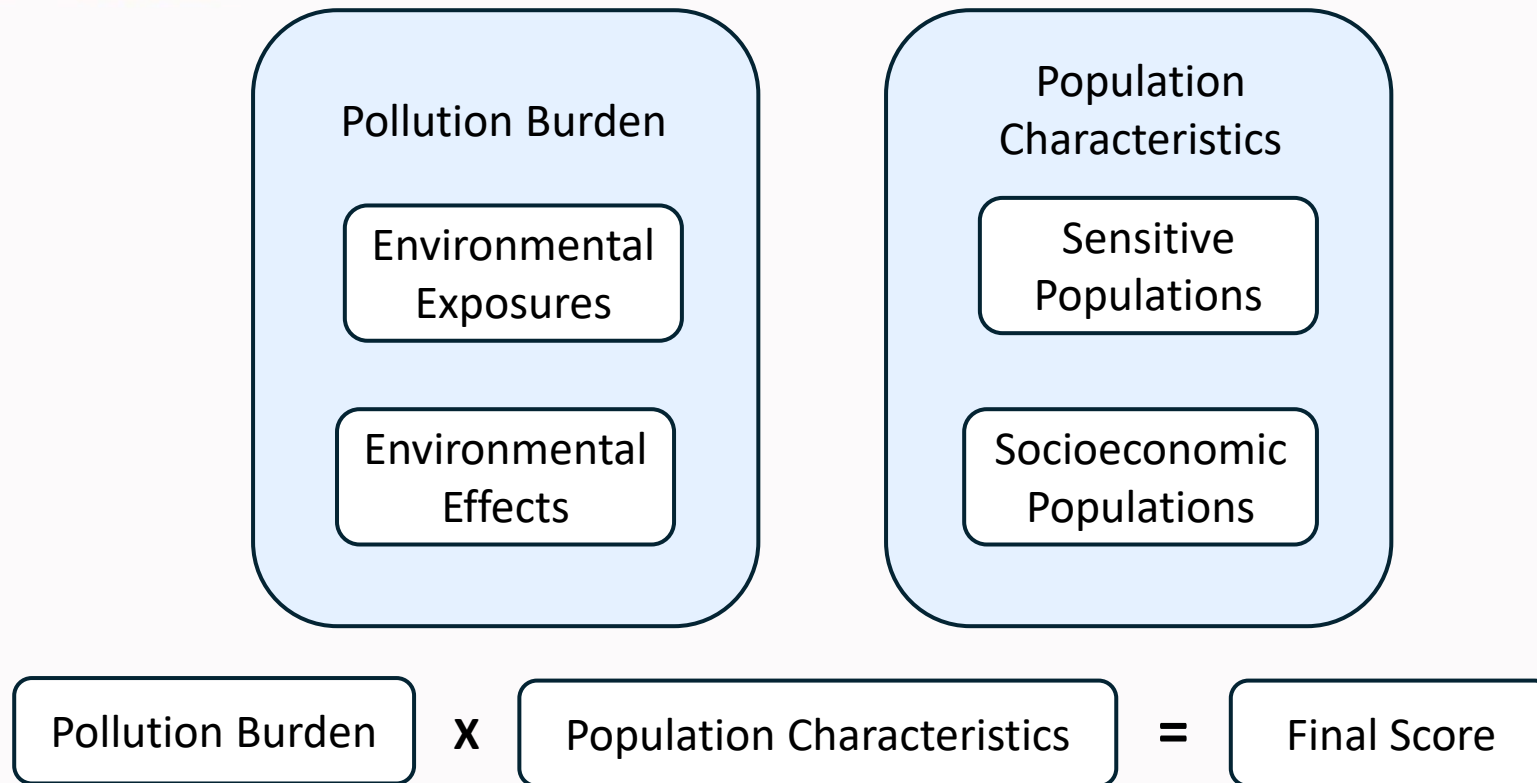 Pollution Burden
Environmental
Exposures
Environmental
Effects
Population
Characteristics
Sensitive
Populations
Socioeconomic
Populations
Pollution Burden x Population Characteristics = Final Score